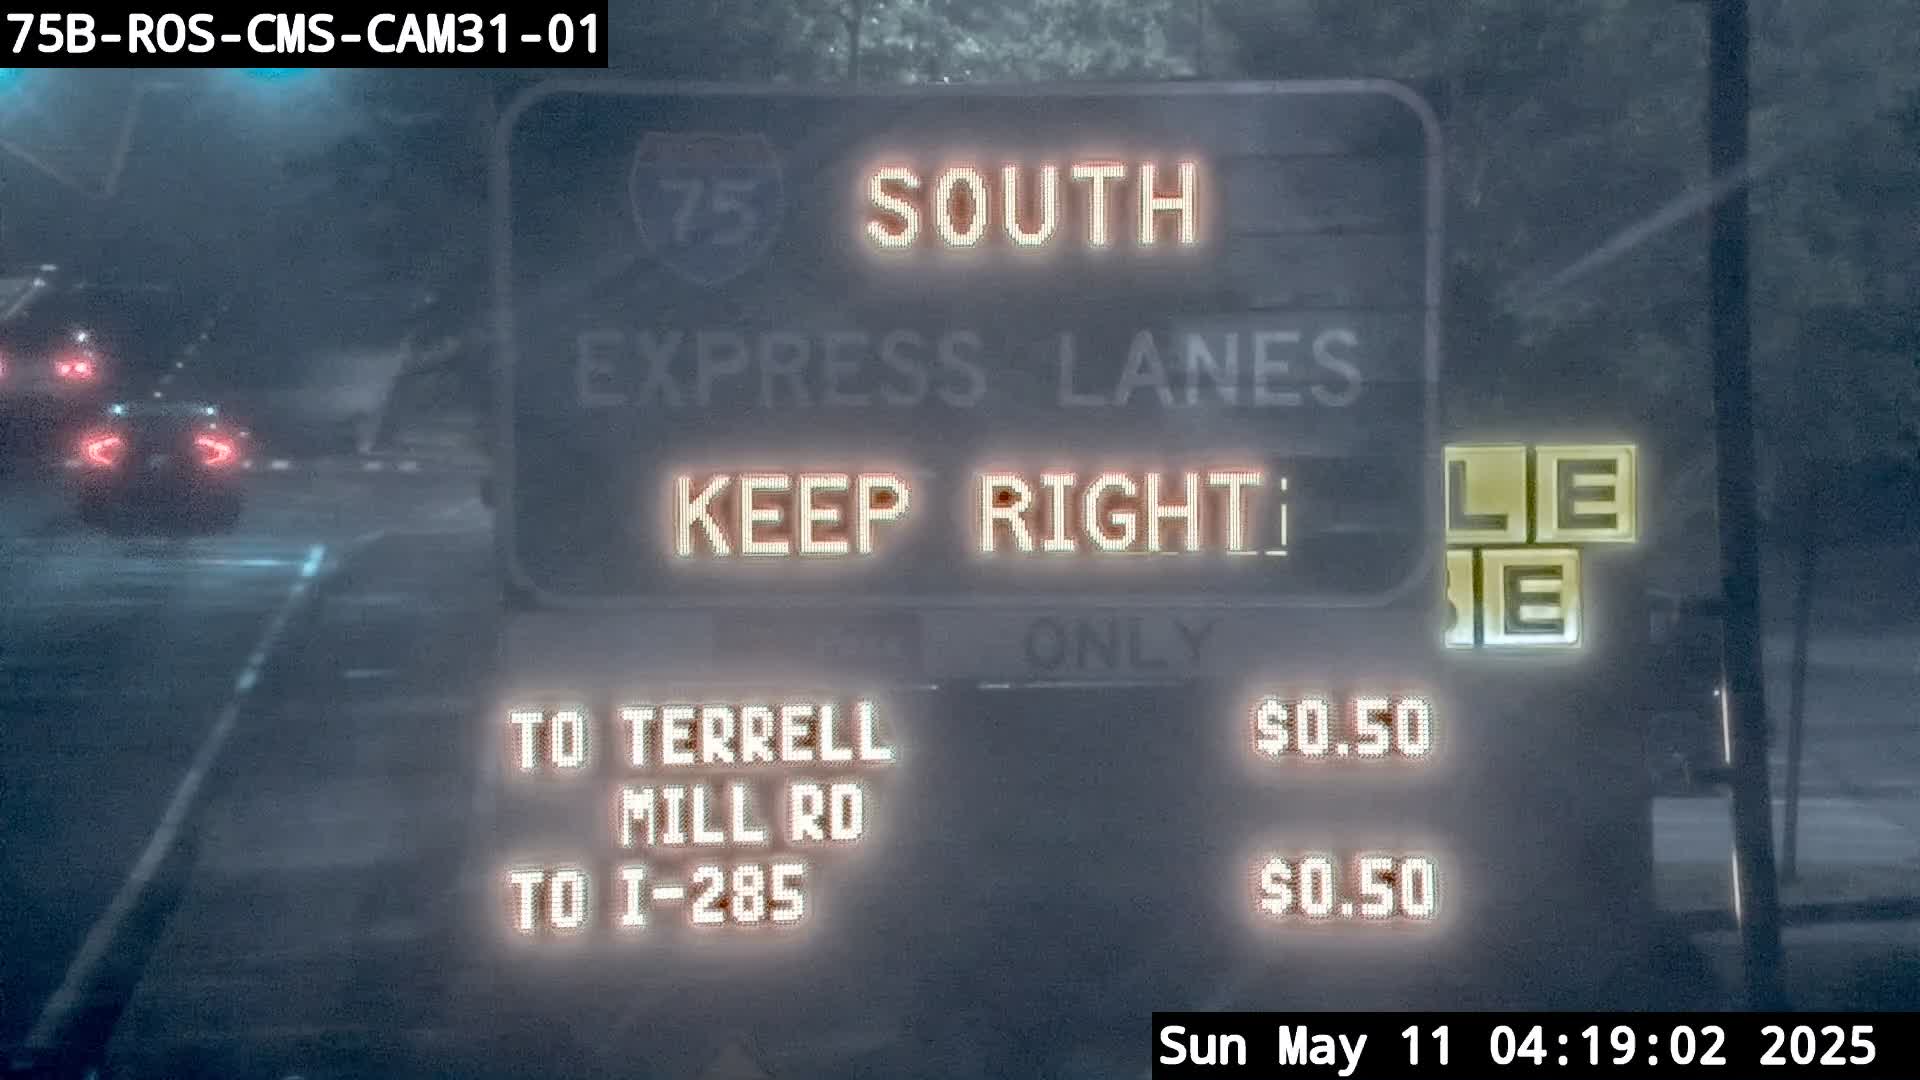 75B-ROS-CMS-CAM31-01
75 SOUTH
EXPRESS LANES
KEEP RIGHT
LE
E
ONLY
TO TERRELL $0.50
MILL RD
TO I-285 $0.50
Sun May 11 04:19:02 2025